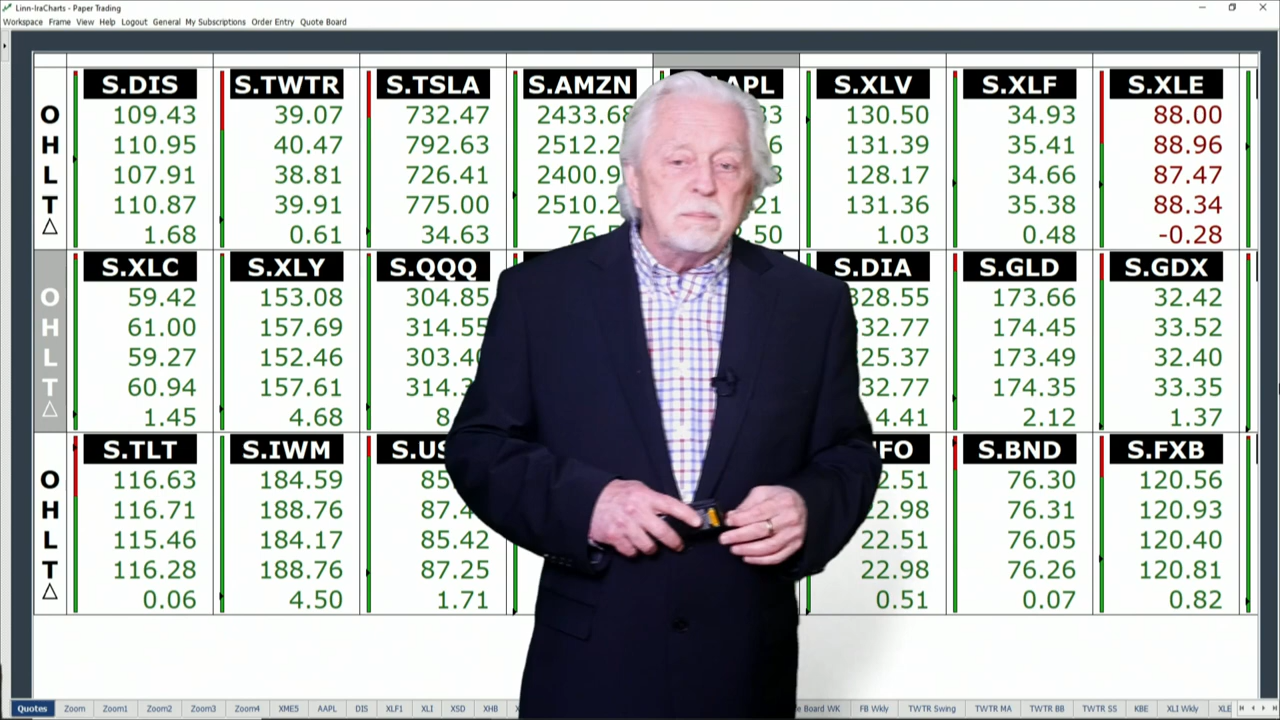 Linn-IraCharts - Paper Trading
Workspace Frame View Help Logout General My Subscriptions Order Entry Quote Board
S.DIS S.TWTR S.TSLA S.AMZN S.XLV S.XLF S.XLE
O 109.43 39.07 732.47 130.50 34.93 88.00
H 110.95 40.47 792.63 131.39 35.41 88.96
L 107.91 38.81 726.41 128.17 34.66 87.47
T 110.87 39.91 775.00 131.36 35.38 88.34
△ 1.68 0.61 34.63 1.03 0.48 -0.28
S.XLC S.XLY S.QQQ S.DIA S.GLD S.GDX
O 59.42 153.08 304.85 173.66 32.42
H 61.00 157.69 314.55 174.45 33.52
L 59.27 152.46 173.49 32.40
T 60.94 157.61 174.35 33.35
△ 1.45 4.68 4.41 2.12 1.37
S.TLT S.IWM S.BND S.FXB
O 116.63 184.59 76.30 120.56
H 116.71 188.76 76.31 120.93
L 115.46 184.17 85.42 22.51 76.05 120.40
T 116.28 188.76 87.25 22.98 76.26 120.81
△ 0.06 4.50 1.71 0.51 0.07 0.82
Quotes Zoom Zoom1 Zoom2 Zoom3 Zoom4 XME5 AAPL DIS XLF1 XLI XSD XHB Board WK FB Wkly TWTR Swing TWTR MA TWTR BB TWTR SS KBE XLI Wkly XLE